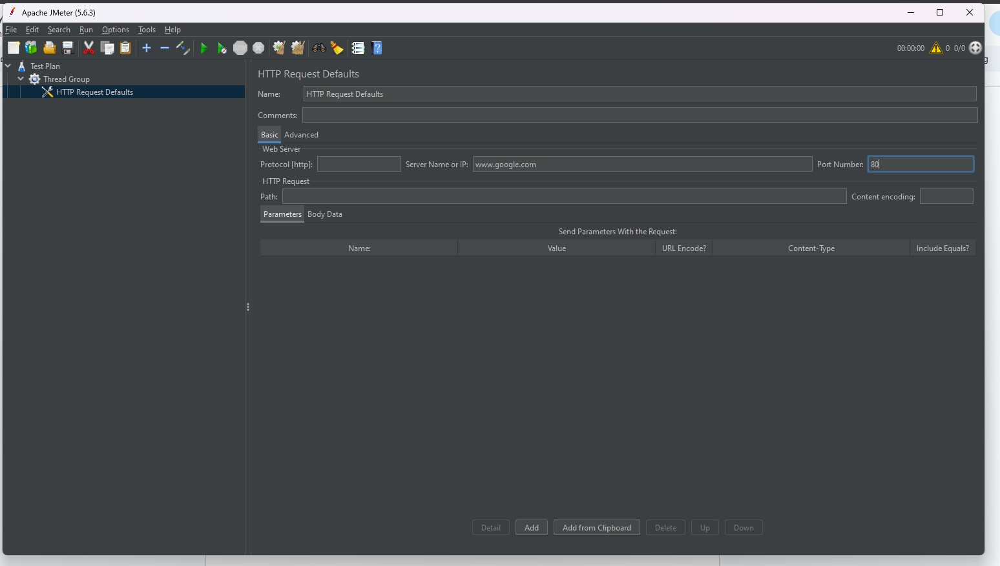 Apache JMeter (5.6.3)
File Edit Search Run Options Tools Help
STOP 00:00:00 0 0/0
Test Plan
Thread Group
HTTP Request Defaults
HTTP Request Defaults
Name: HTTP Request Defaults
Comments:
Basic Advanced
Web Server
Protocol [http]: Server Name or IP: www.google.com Port Number: 80
HTTP Request
Path: Content encoding:
Parameters Body Data
Send Parameters With the Request:
Name: Value URL Encode? Content-Type Include Equals?
Detail Add Add from Clipboard Delete Up Down